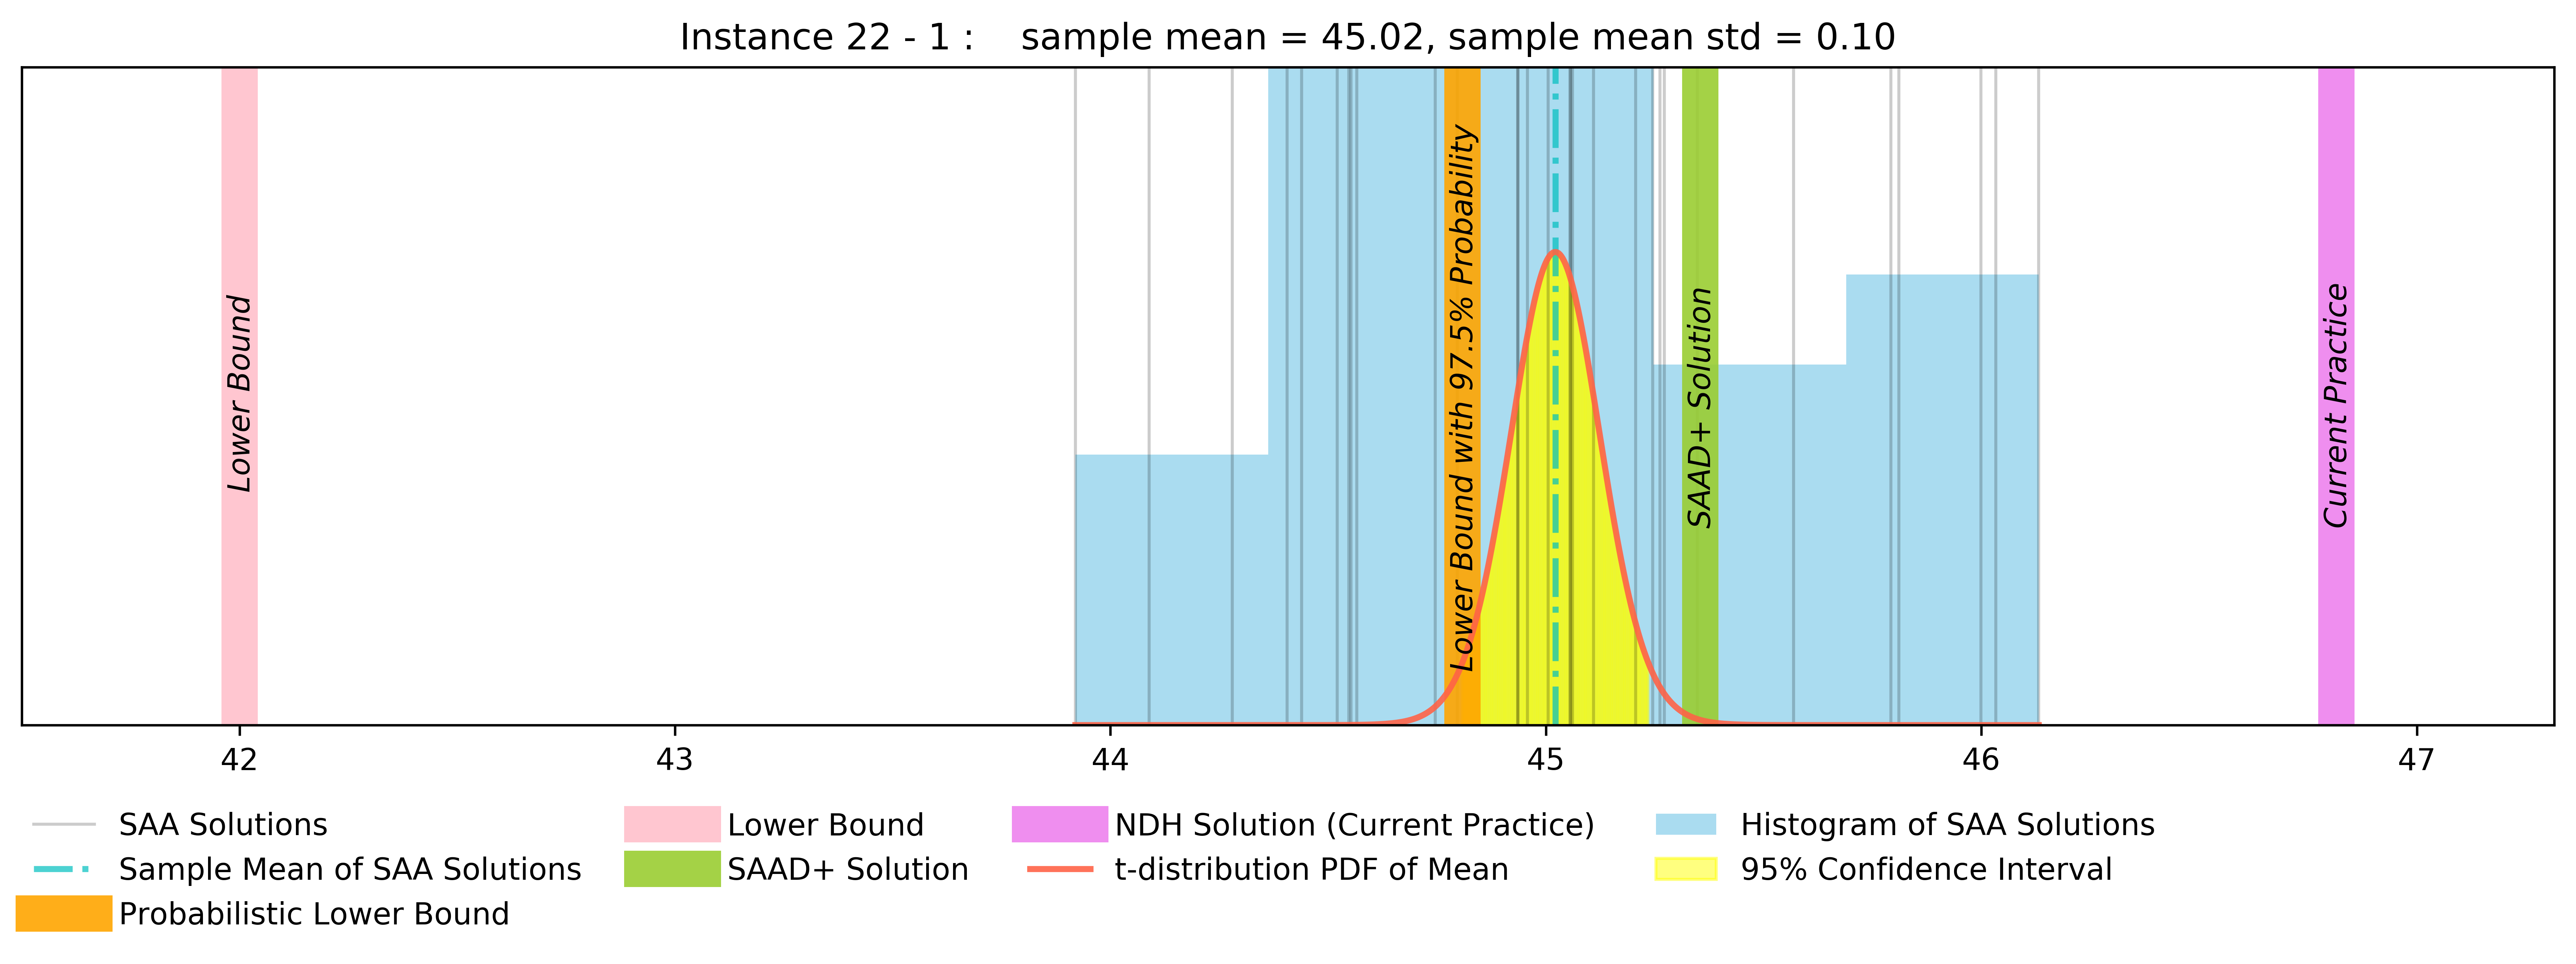 Instance 22 - 1 :    sample mean = 45.02, sample mean std = 0.10
Lower Bound
Lower Bound with 97.5% Probability
SAAD+ Solution
Current Practice
42 43 44 45 46 47
SAA Solutions
Sample Mean of SAA Solutions
Probabilistic Lower Bound
Lower Bound
SAAD+ Solution
NDH Solution (Current Practice)
t-distribution PDF of Mean
Histogram of SAA Solutions
95% Confidence Interval